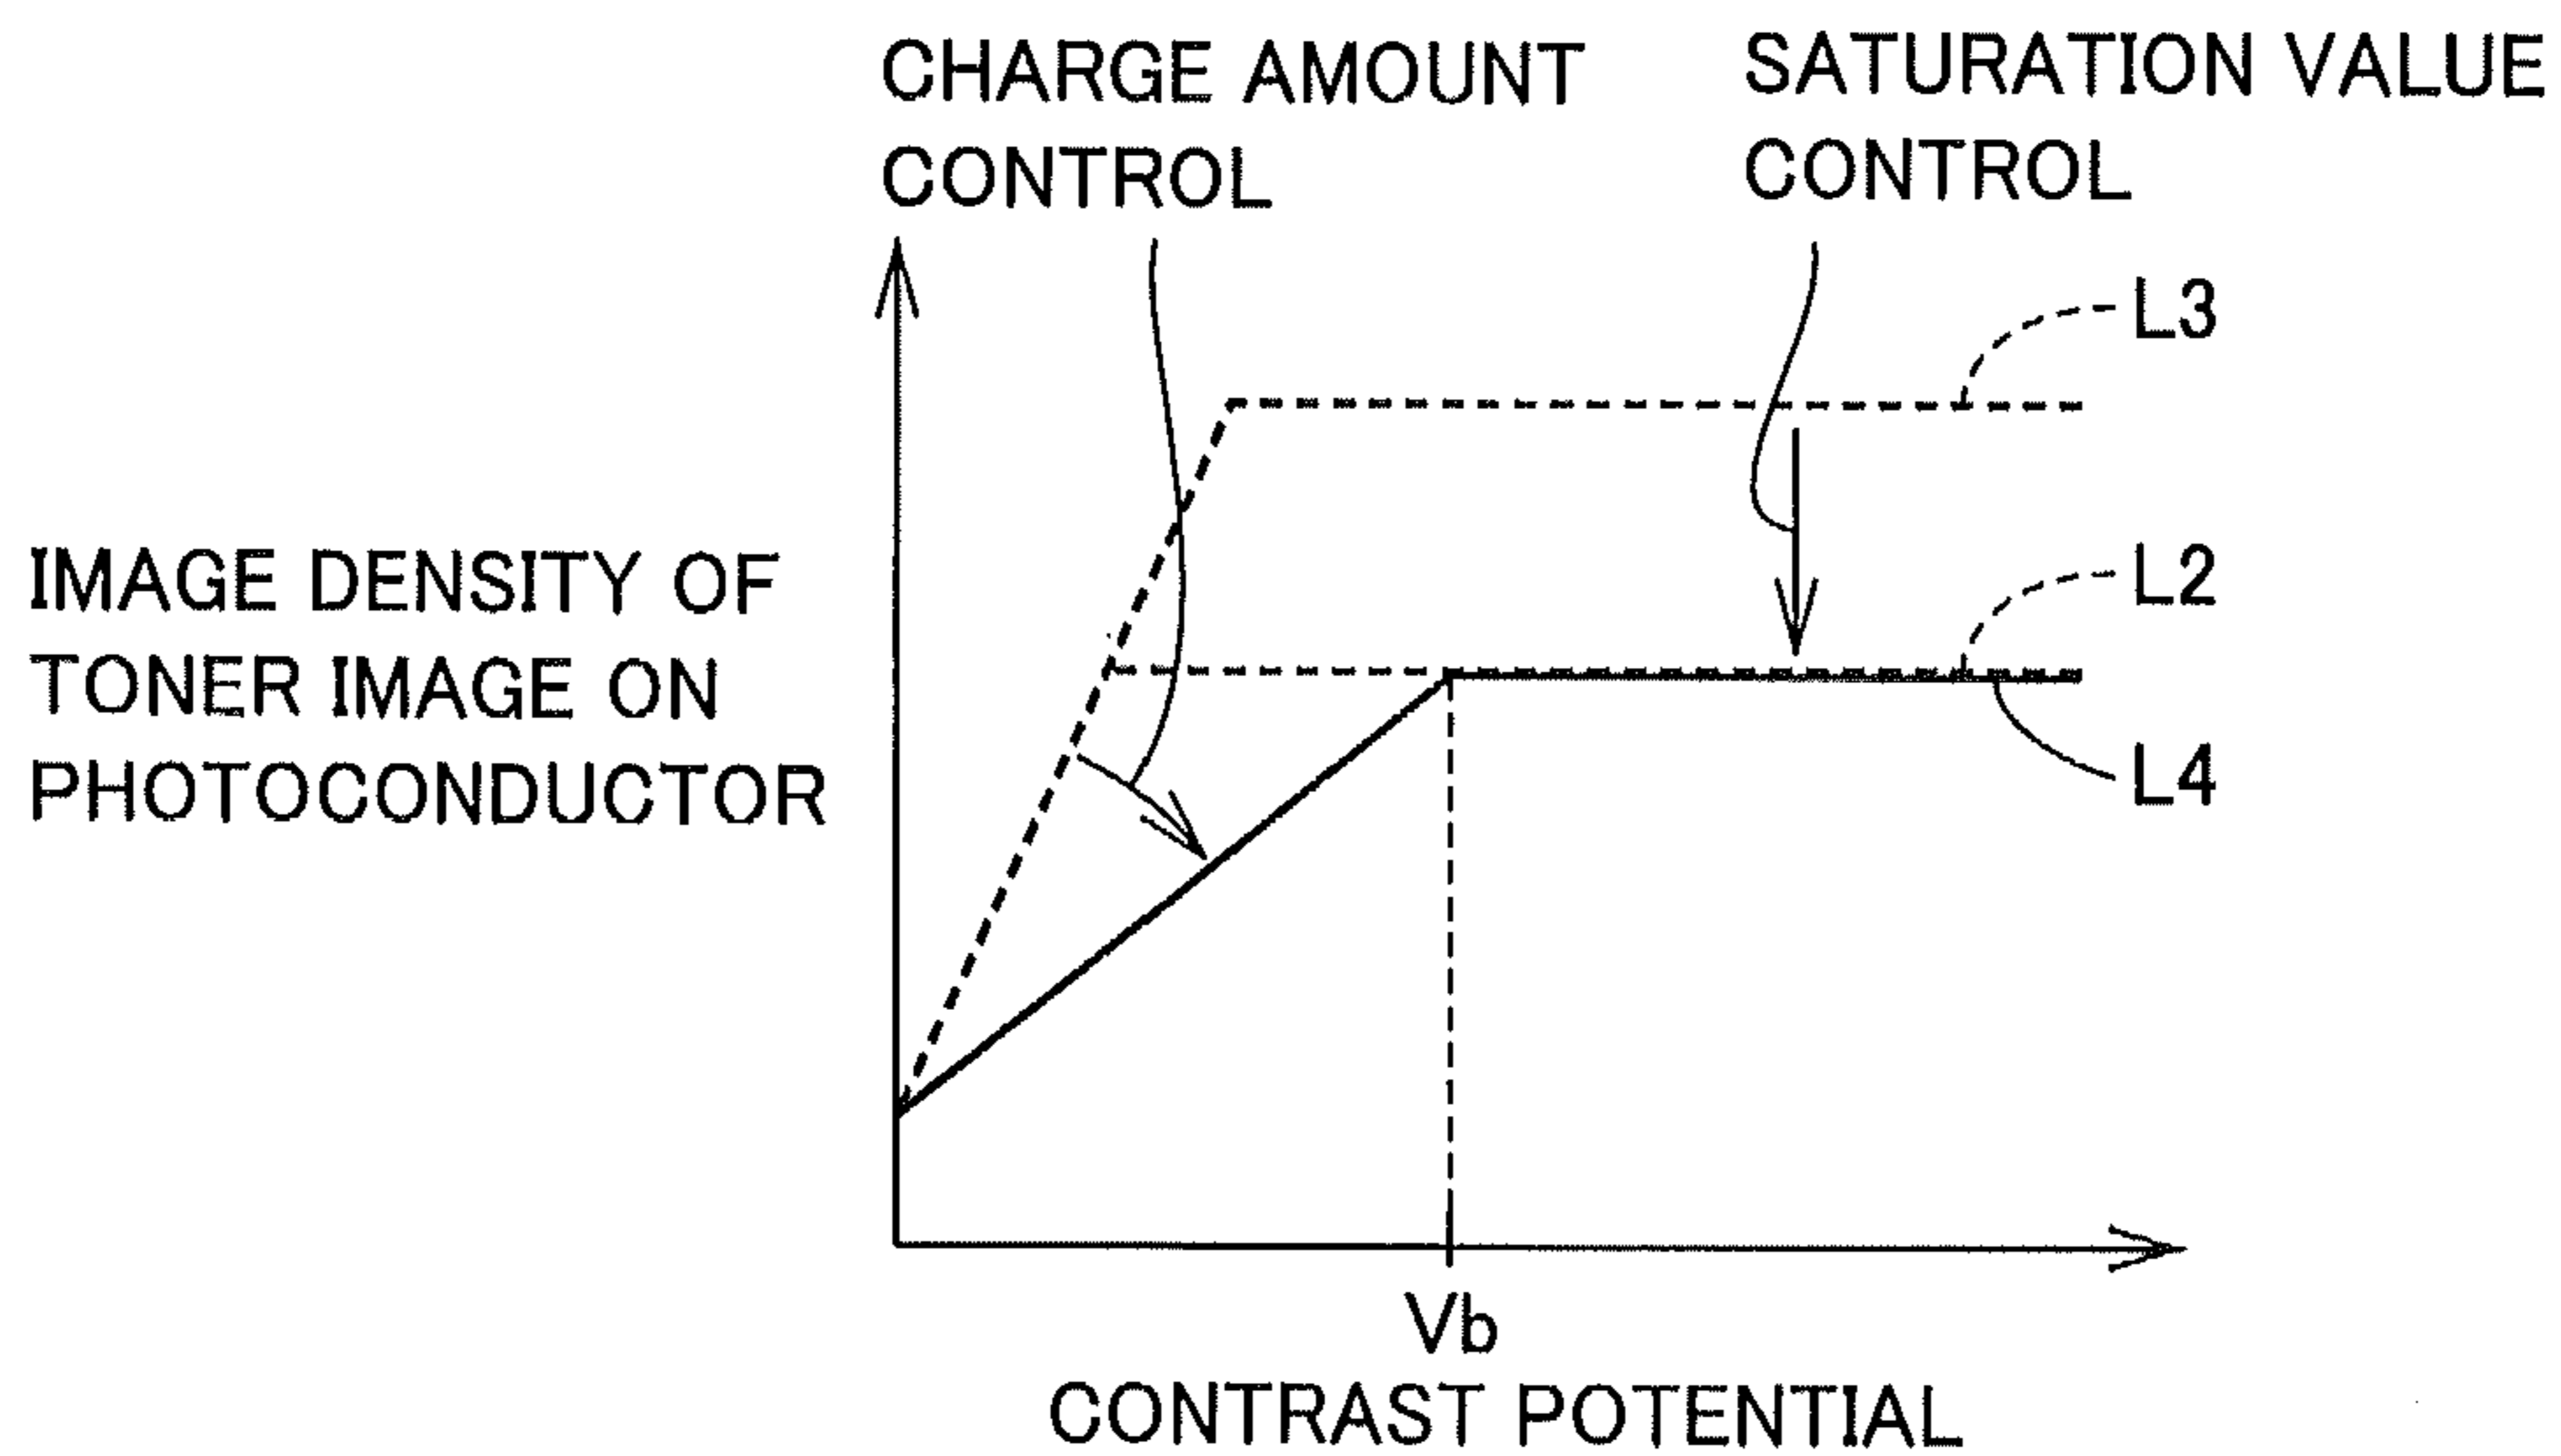 CHARGE AMOUNT
CONTROL
SATURATION VALUE
CONTROL
L3
IMAGE DENSITY OF
TONER IMAGE ON
PHOTOCONDUCTOR
L2
L4
Vb
CONTRAST POTENTIAL